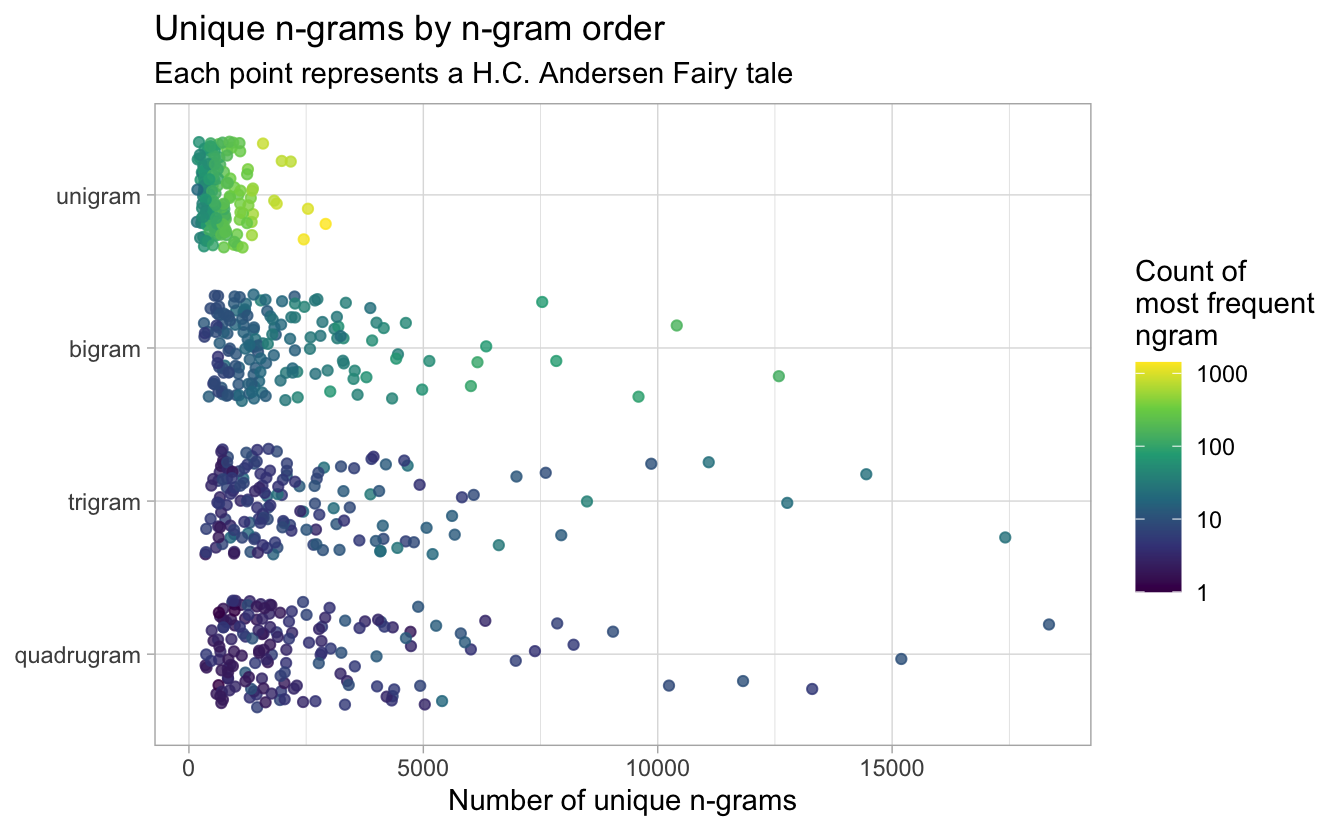 Unique n-grams by n-gram order
Each point represents a H.C. Andersen Fairy tale
unigram
bigram
trigram
quadrugram
0
5000
10000
15000
Number of unique n-grams
Count of
most frequent
ngram
1000
100
10
1